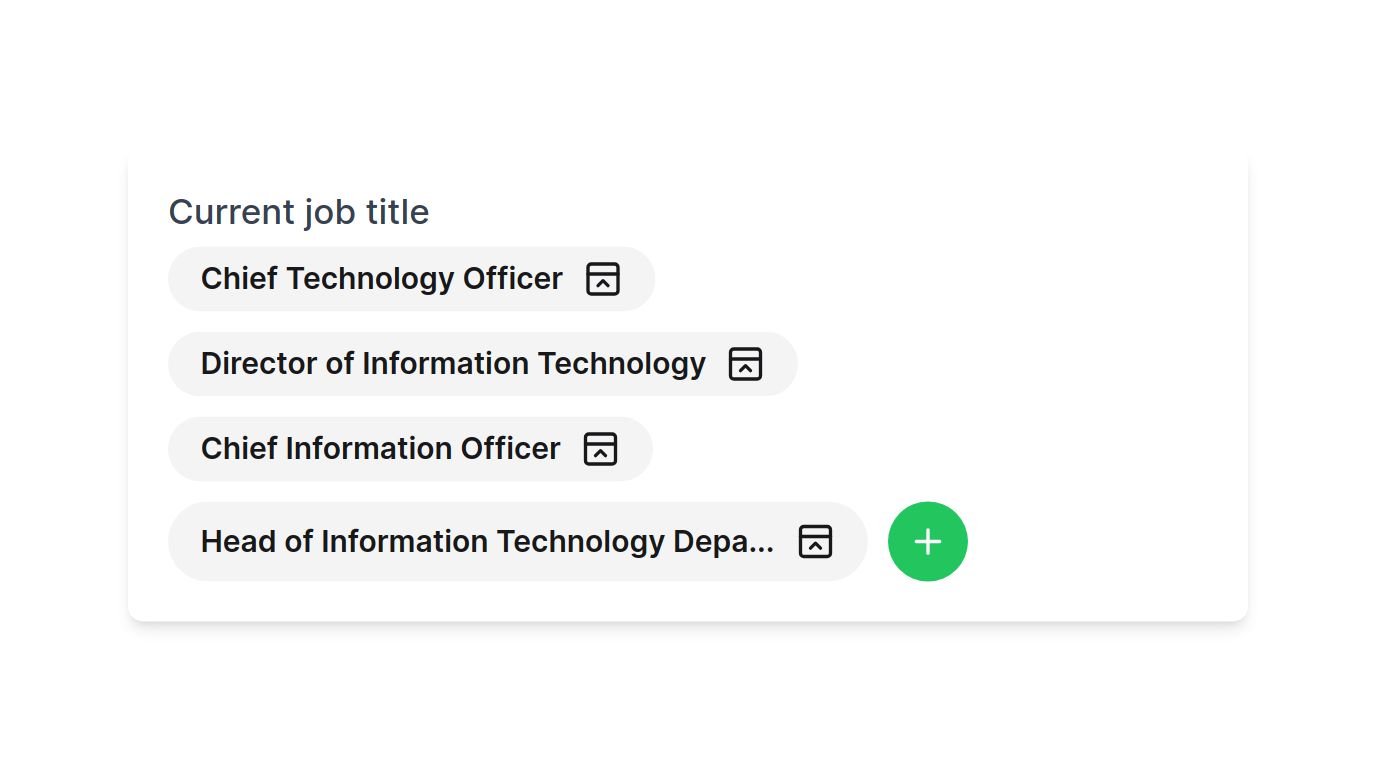 Current job title
Chief Technology Officer
Director of Information Technology
Chief Information Officer
Head of Information Technology Depa...